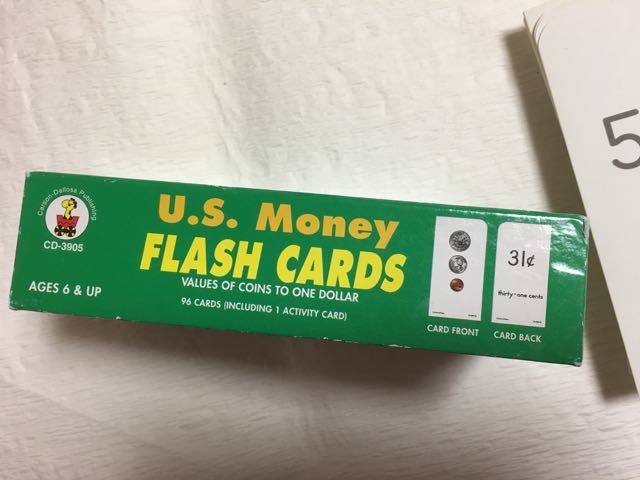 Carson-Dellosa Publishing
CD-3905
AGES 6 & UP
U.S. Money
FLASH CARDS
VALUES OF COINS TO ONE DOLLAR
96 CARDS (INCLUDING 1 ACTIVITY CARD)
CARD FRONT
31¢
thirty-one cents
CARD BACK
5